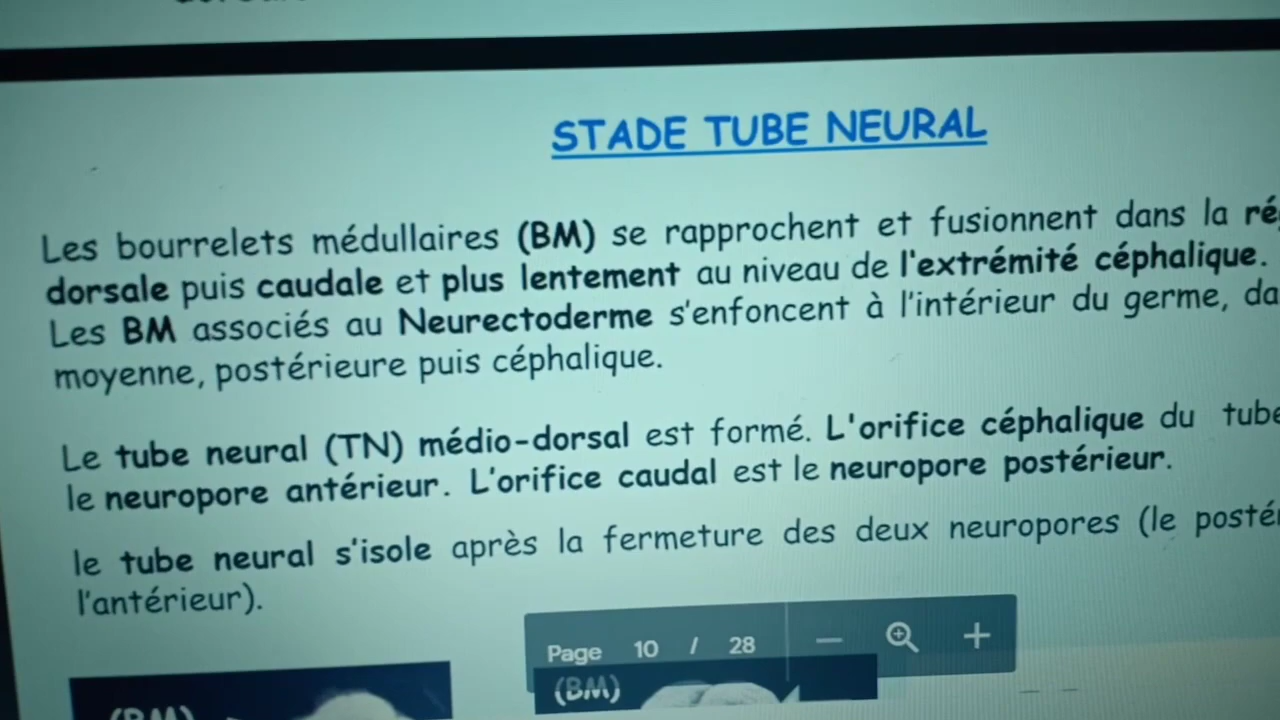 STADE TUBE NEURAL
Les bourrelets médullaires (BM) se rapprochent et fusionnent dans la
dorsale puis caudale et plus lentement au niveau de l'extrémité céphalique.
Les BM associés au Neurectoderme s'enfoncent à l'intérieur du germe,
moyenne, postérieure puis céphalique.
Le tube neural (TN) médio-dorsal est formé. L'orifice céphalique du tube
le neuropore antérieur. L'orifice caudal est le neuropore postérieur.
le tube neural s'isole après la fermeture des deux neuropores (le
l'antérieur).
Page 10 / 28
(BM)
(BM)